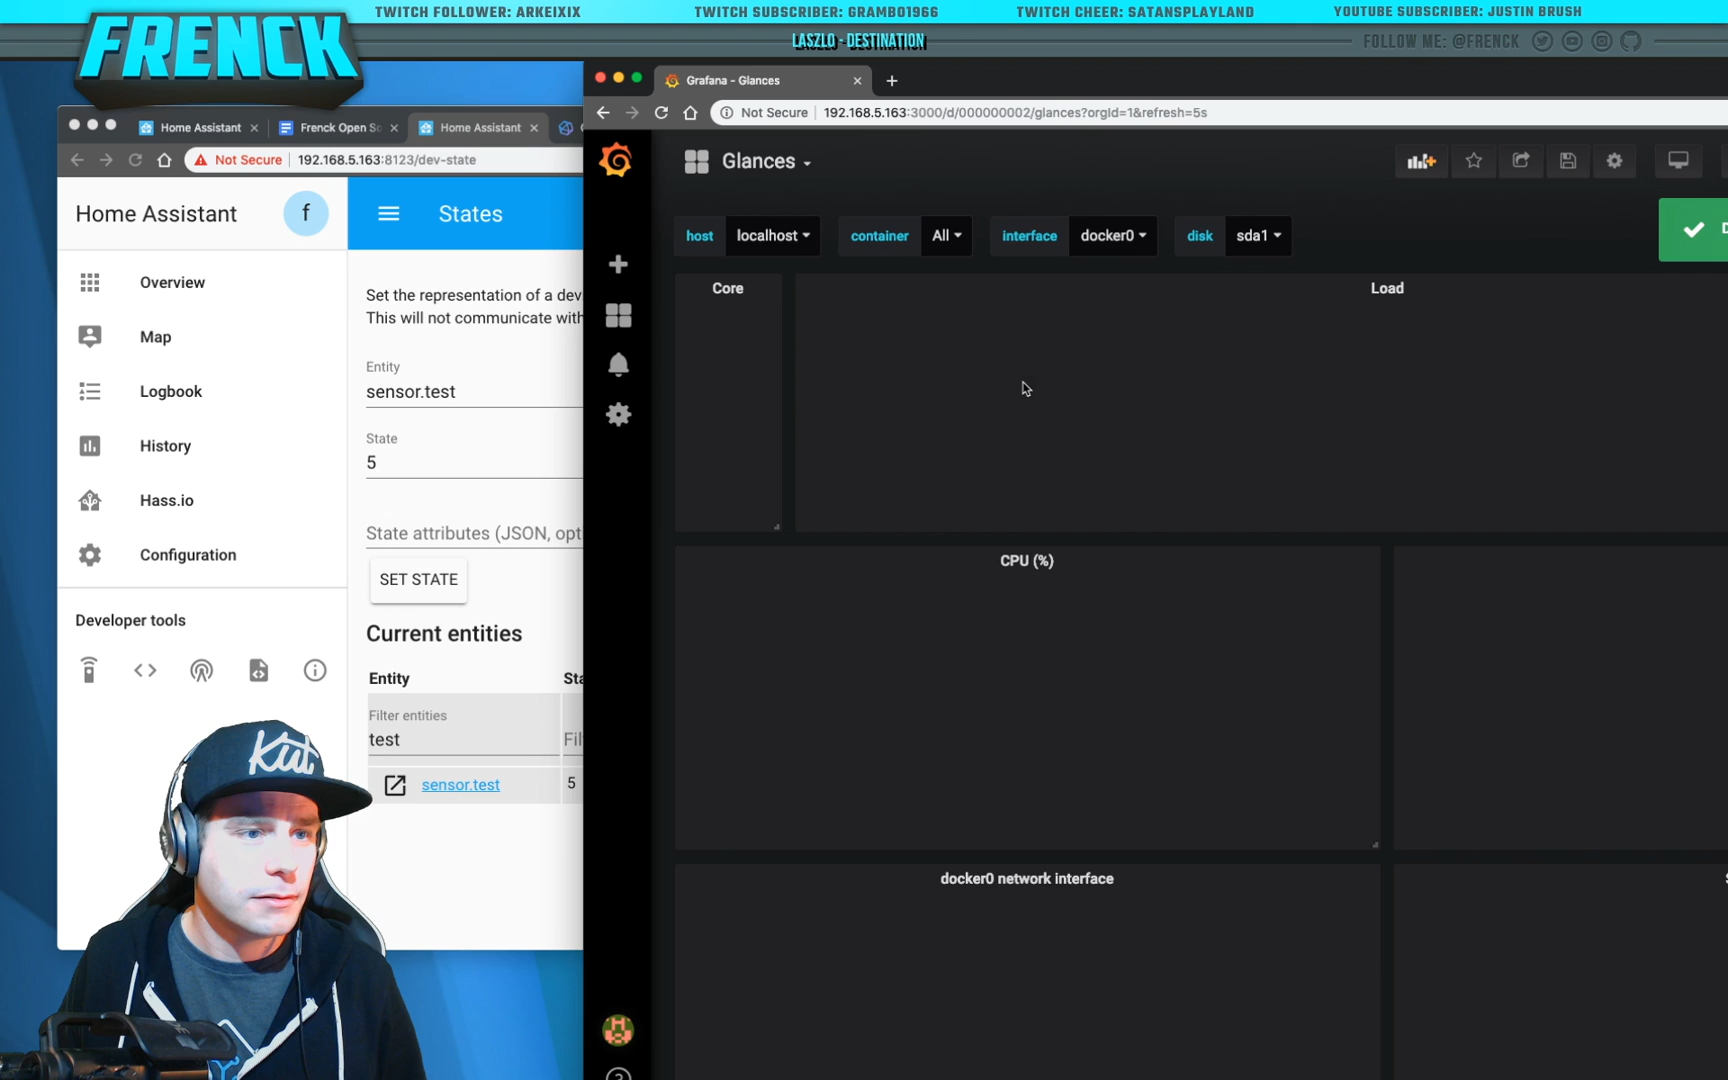 TWITCH FOLLOWER: ARKEIXIX
TWITCH SUBSCRIBER: GRAMBO1966
TWITCH CHEER: SATANSPLAYLAND
YOUTUBE SUBSCRIBER: JUSTIN BRUSH
FRENCK
LASZLO - DESTINATION
FOLLOW ME: @FRENCK
Home Assistant
Frenck Open So
Home Assistant
Not Secure
192.168.5.163:8123/dev-state
Home Assistant
f
States
Overview
Map
Logbook
History
Hass.io
Configuration
Developer tools
Set the representation of a dev
This will not communicate with
Entity
sensor.test
State
5
State attributes (JSON, opt
SET STATE
Current entities
Entity
Sta
Filter entities
test
Fil
sensor.test
5
Kut
Grafana - Glances
Not Secure
192.168.5.163:3000/d/000000002/glances?orgId=1&refresh=5s
Glances
host
localhost
container
All
interface
docker0
disk
sda1
Core
Load
CPU (%)
docker0 network interface